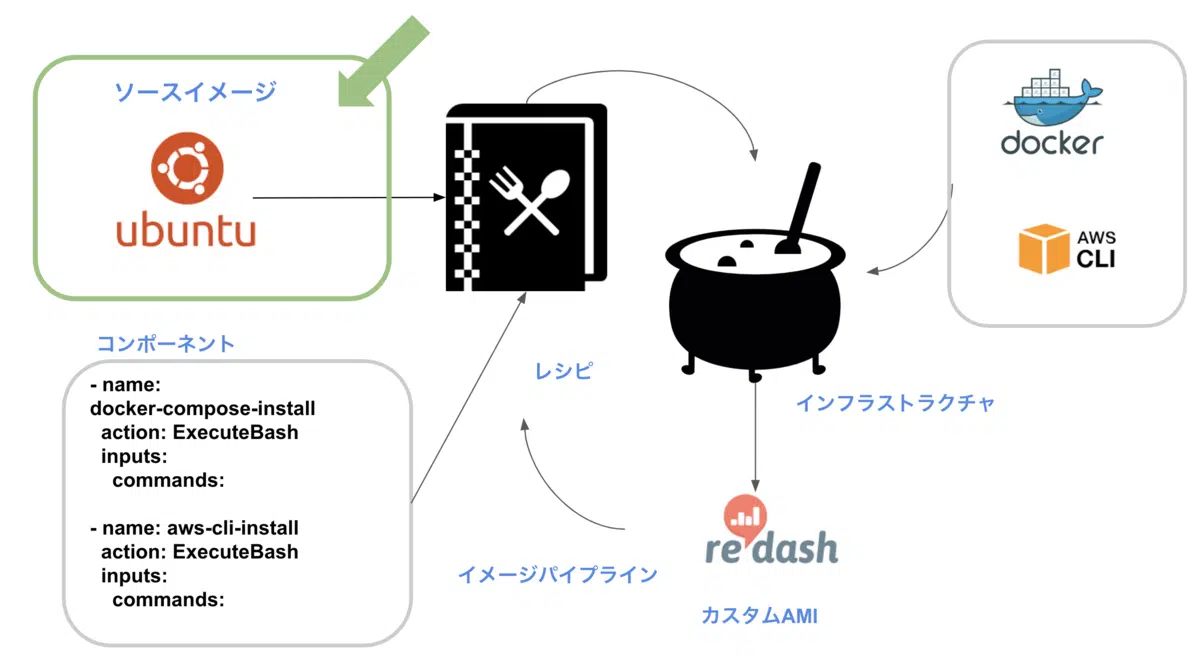 ソースイメージ
ubuntu
コンポーネント
- name:
docker-compose-install
action: ExecuteBash
inputs:
commands:
- name: aws-cli-install
action: ExecuteBash
inputs:
commands:
レシピ
イメージパイプライン
インフラストラクチャ
redash
カスタムAMI
docker
AWS
CLI